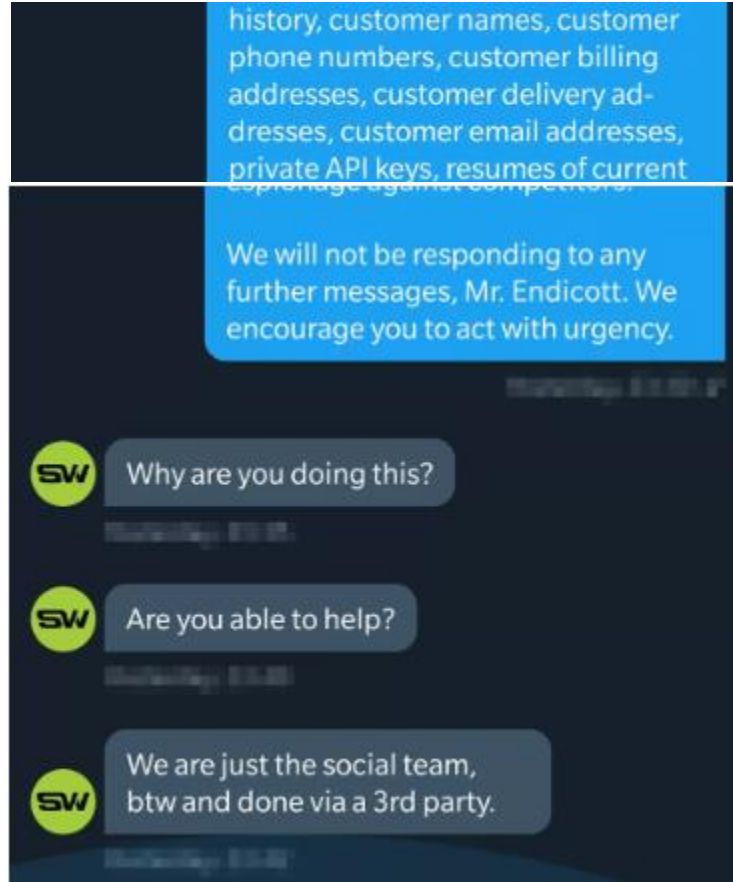 history, customer names, customer
phone numbers, customer billing
addresses, customer delivery ad-
dresses, customer email addresses,
private API keys, resumes of current
espionage against competitors.
We will not be responding to any
further messages, Mr. Endicott. We
encourage you to act with urgency.
SW
Why are you doing this?
SW
Are you able to help?
SW
We are just the social team,
btw and done via a 3rd party.